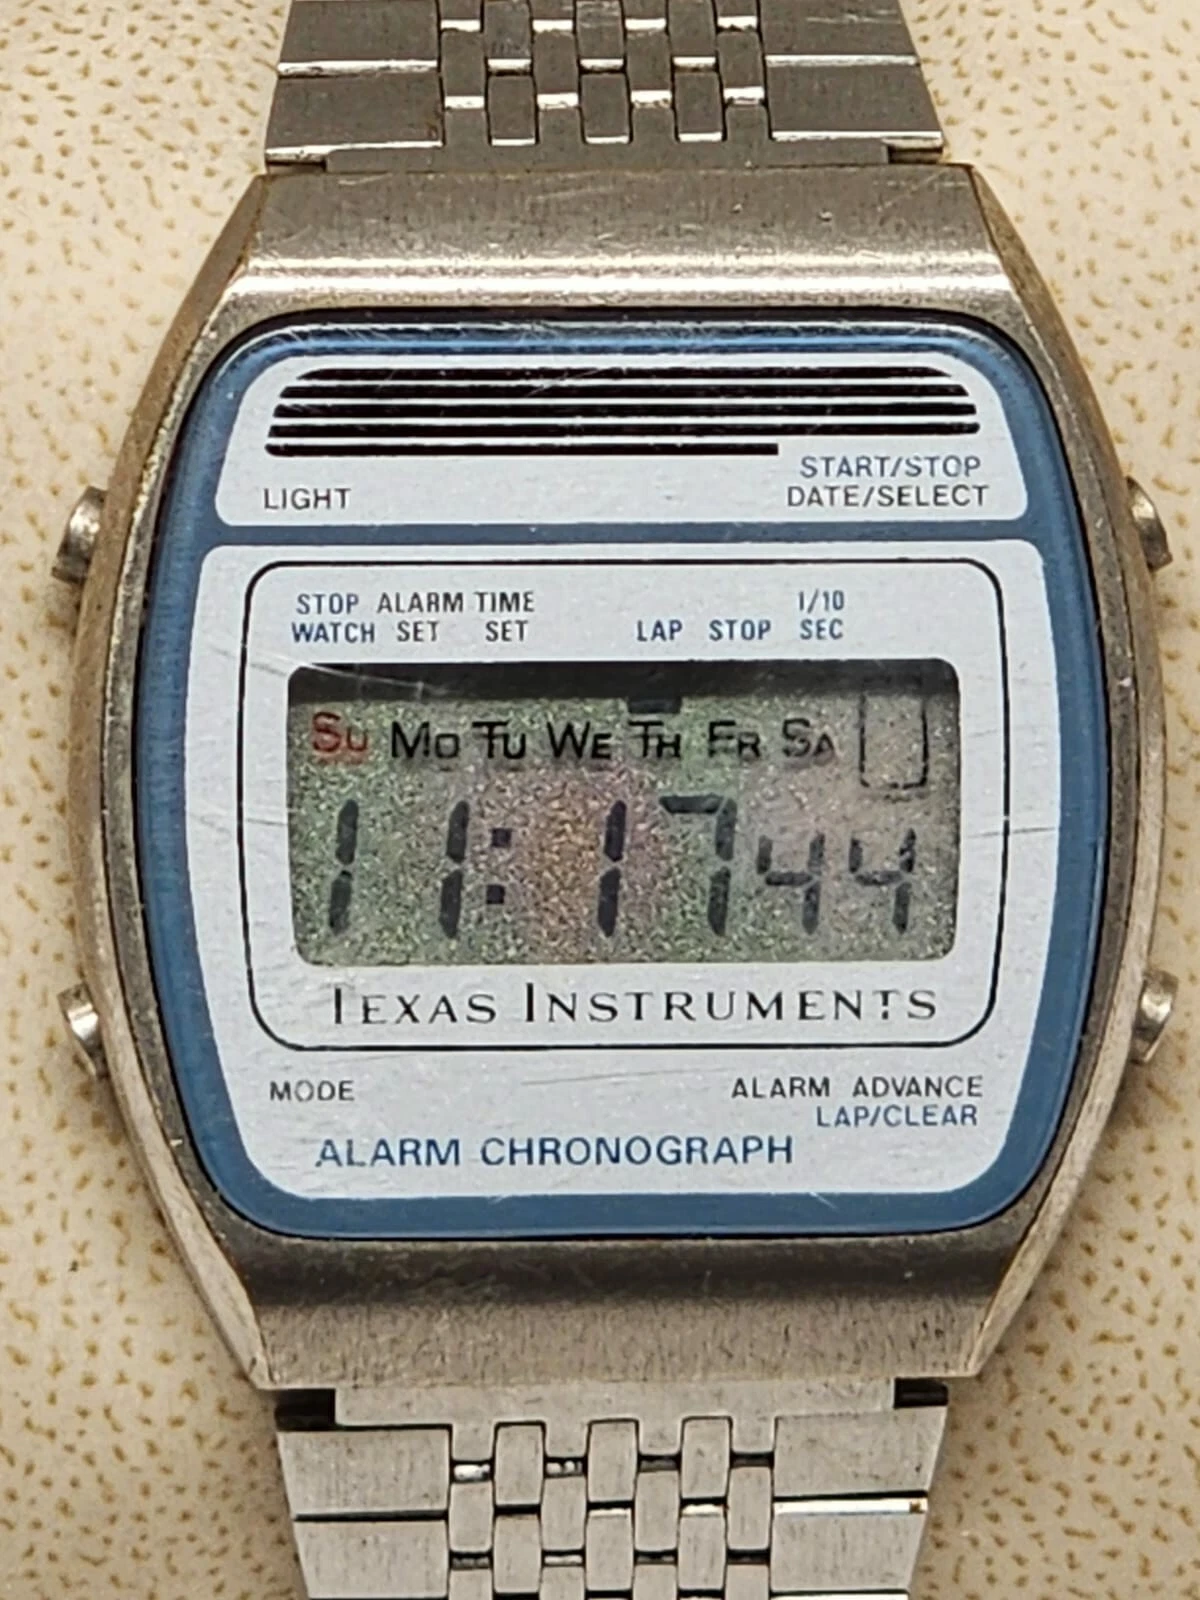 START/STOP
LIGHT DATE/SELECT
STOP ALARM TIME 1/10
WATCH SET SET LAP STOP SEC
Su Mo Tu We Th Fr Sa
11:17 44
TEXAS INSTRUMENTS
MODE ALARM ADVANCE
LAP/CLEAR
ALARM CHRONOGRAPH